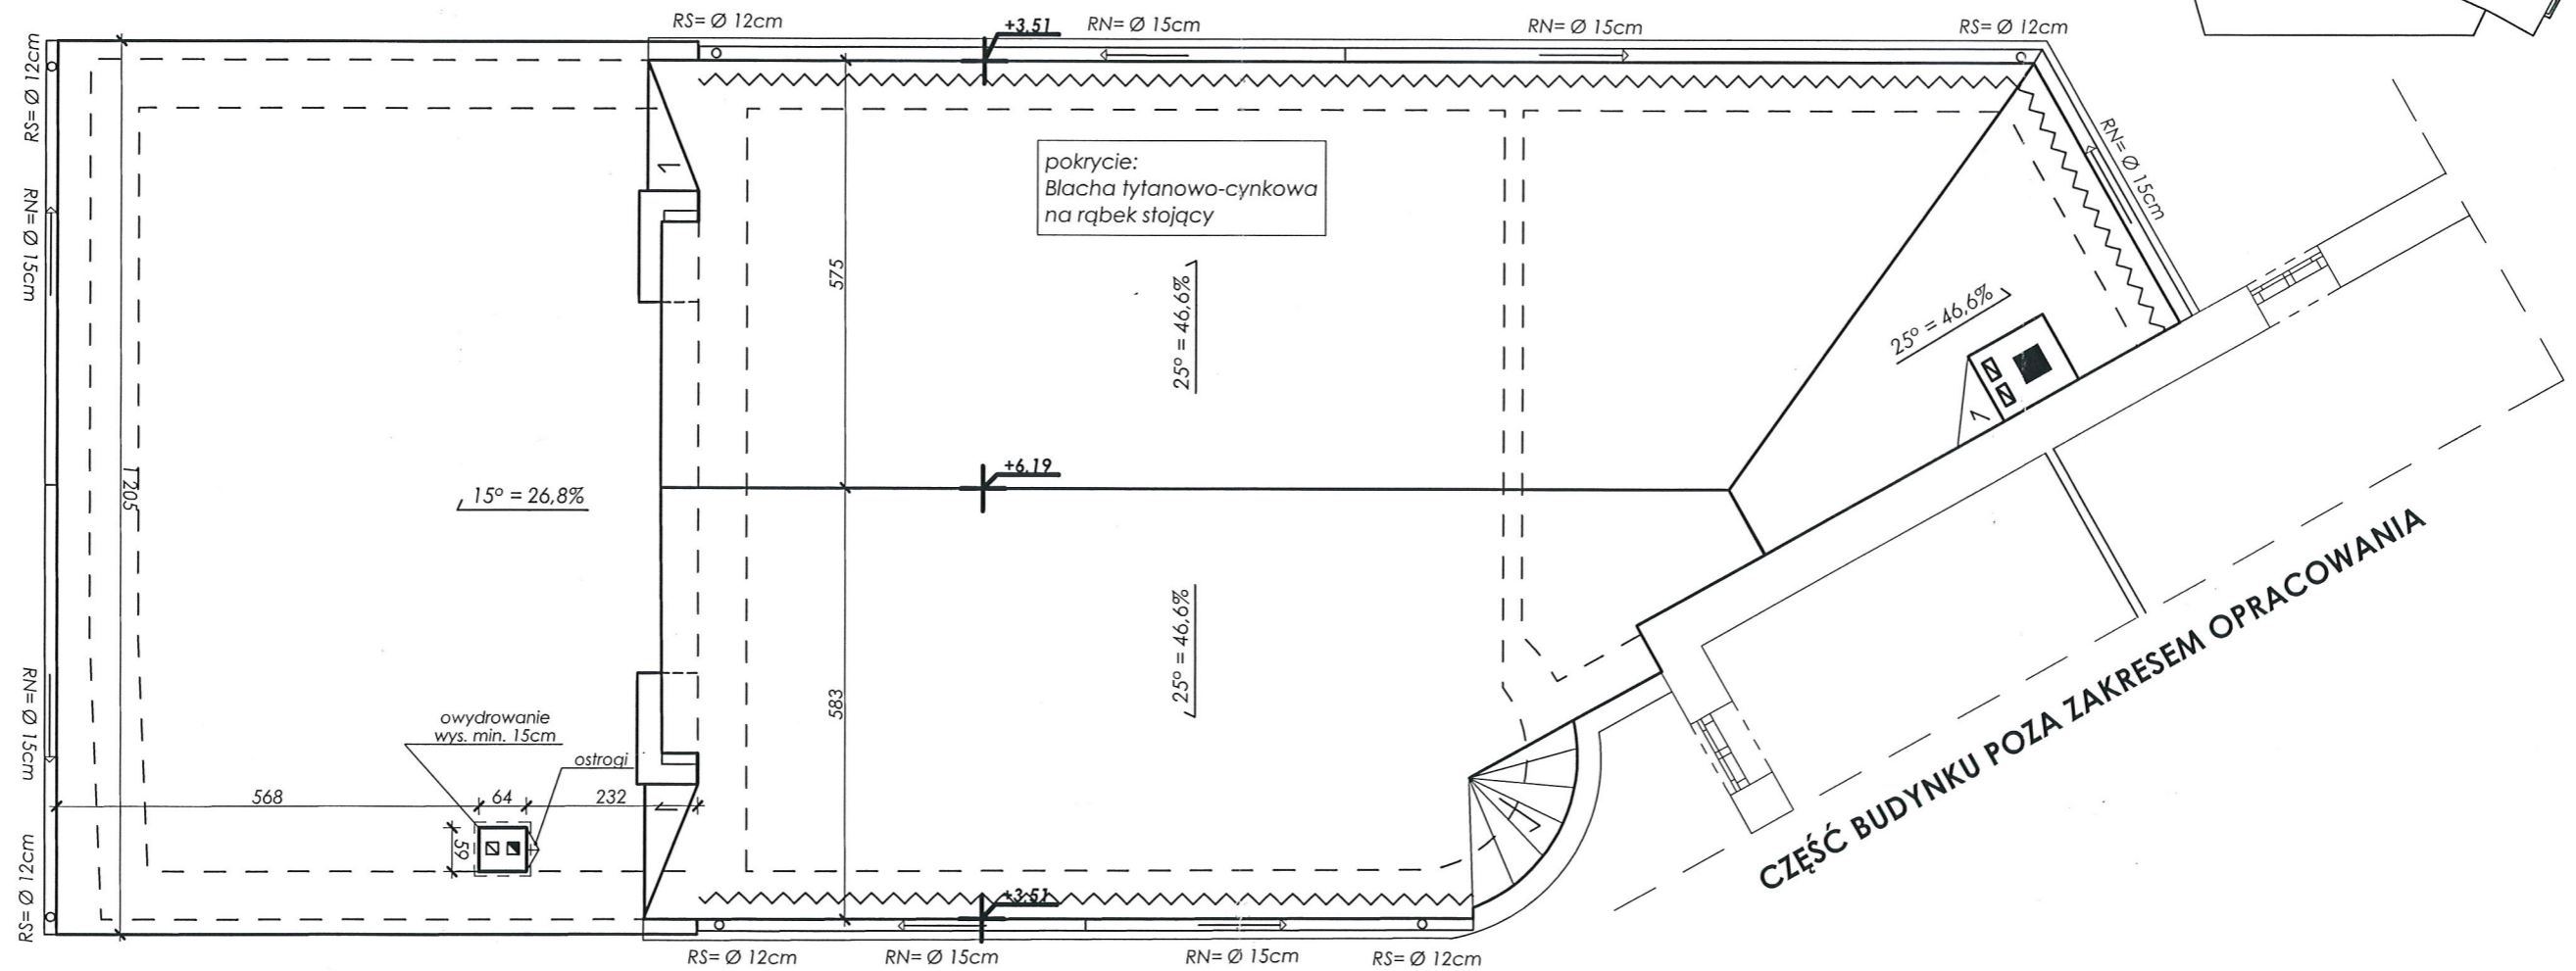 RS= Ø 12cm
+3.51
RN= Ø 15cm
RN= Ø 15cm
RS= Ø 12cm
RS= Ø 12cm
RN= Ø 15cm
RN= Ø 15cm
pokrycie:
Blacha tytanowo-cynkowa
na rąbek stojący
575
25° = 46,6%
25° = 46,6%
+6.19
1205
15° = 26,8%
25° = 46,6%
583
RN= Ø 15cm
owydrowanie
wys. min. 15cm
ostrogi
568
64
232
59
RS= Ø 12cm
+3.51
CZĘŚĆ BUDYNKU POZA ZAKRESEM OPRACOWANIA
RS= Ø 12cm
RN= Ø 15cm
RN= Ø 15cm
RS= Ø 12cm